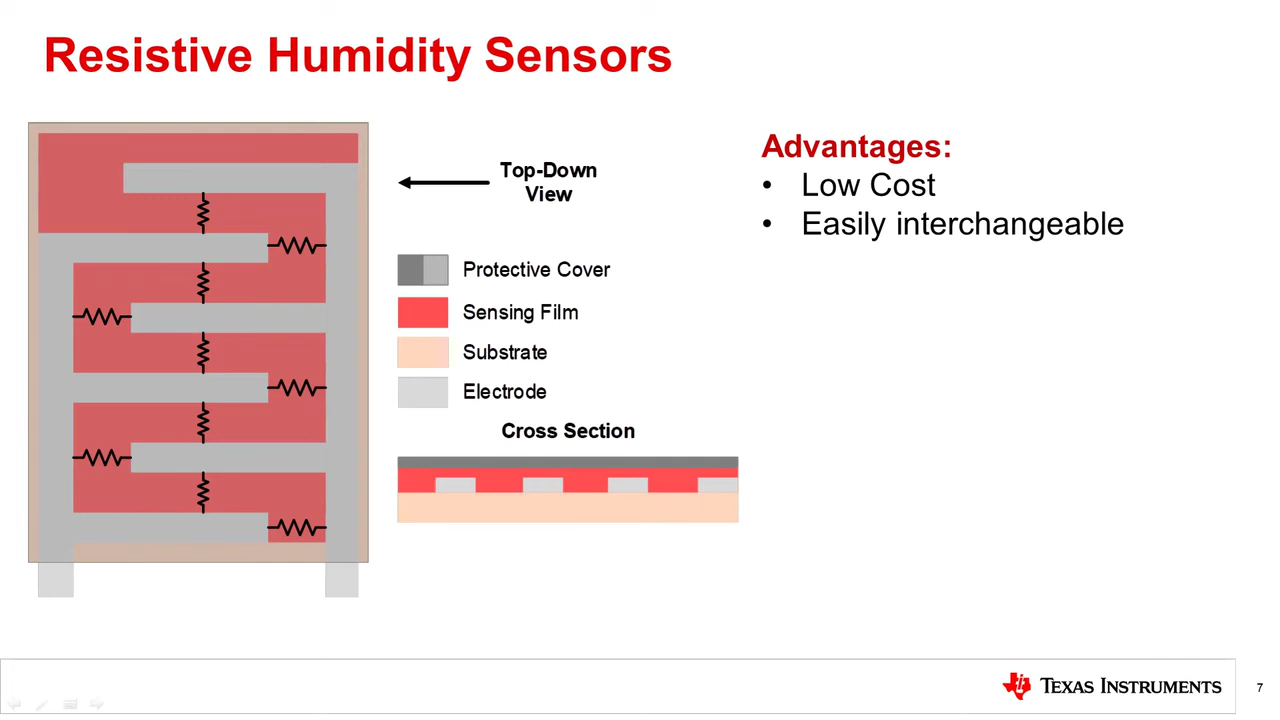 Resistive Humidity Sensors
Top-Down
View
Protective Cover
Sensing Film
Substrate
Electrode
Cross Section
Advantages:
• Low Cost
• Easily interchangeable
TEXAS INSTRUMENTS
7